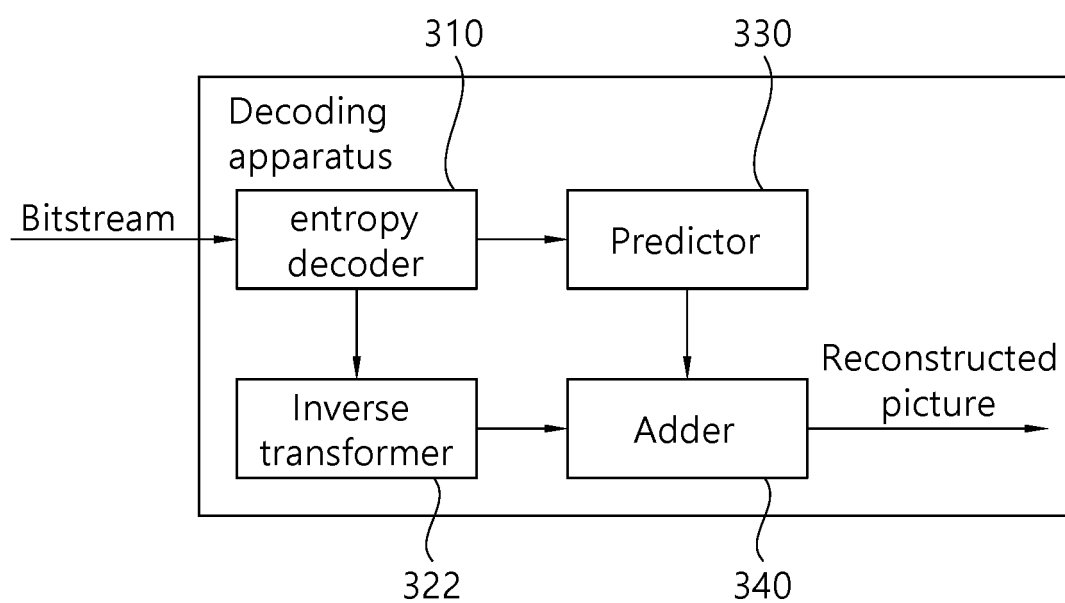 310
330
Decoding
apparatus
Bitstream
entropy
decoder
Predictor
Reconstructed
picture
Inverse
transformer
Adder
322
340